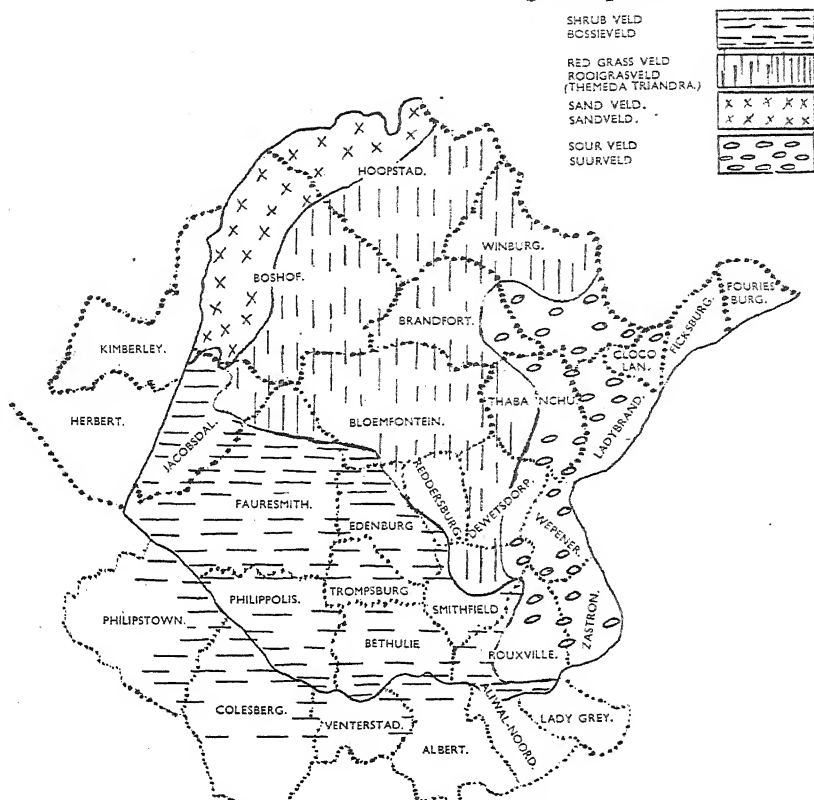 SHRUB VELD
BOSSIEVELD
RED GRASS VELD
ROOIGRASVELD
(THEMEDA TRIANDRA.)
SAND VELD.
SANDVELD.
SOUR VELD
SUURVELD
HOOPSTAD.
WINBURG.
BOSHOF.
FOURIES
BURG.
FICKSBURG.
BRANDFORT.
KIMBERLEY.
CLOCO
LAN.
THABA NCHU.
LADYBRAND.
HERBERT.
BLOEMFONTEIN.
JACOBSDAL.
REDDERSBURG.
DEWETSDORP.
FAURESMITH.
EDENBURG
WEPENER.
PHILIPPOLIS.
TROMPSBURG
SMITHFIELD
ZASTRON.
PHILIPSTOWN.
BETHULIE
ROUXVILLE.
COLESBERG.
VENTERSTAD.
ALIWAL-NOORD.
LADY GREY.
ALBERT.